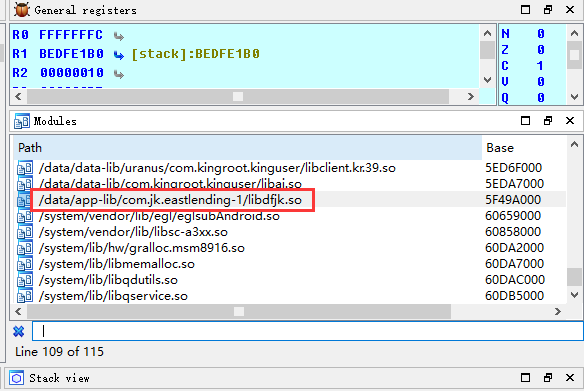 General registers
R0 FFFFFFFC
R1 BEDFE1B0 [stack]:BEDFE1B0
R2 00000010
N 0
Z 0
C 1
V 0
Q 0
Modules
Path Base
/data/data-lib/uranus/com.kingroot.kinguser/libclient.kr.39.so 5ED6F000
/data/data-lib/com.kingroot.kinguser/libai.so 5EDA7000
/data/app-lib/com.jk.eastlending-1/libdfjk.so 5F49A000
/system/vendor/lib/egl/eglsubAndroid.so 60659000
/system/vendor/lib/libsc-a3xx.so 60858000
/system/lib/hw/gralloc.msm8916.so 60DA2000
/system/lib/libmemalloc.so 60DA7000
/system/lib/libqdutils.so 60DAC000
/system/lib/libqservice.so 60DB5000
Line 109 of 115
Stack view